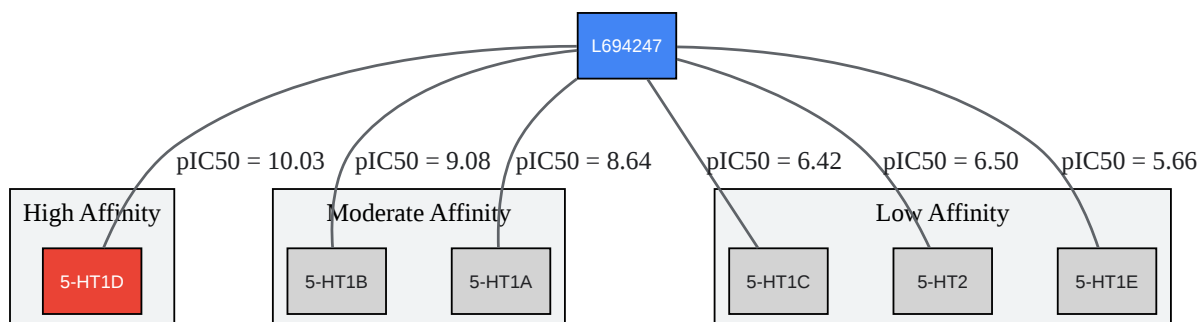 L694247
pIC50 = 10.03
pIC50 = 9.08
pIC50 = 8.64
pIC50 = 6.42
pIC50 = 6.50
pIC50 = 5.66
High Affinity
Moderate Affinity
Low Affinity
5-HT1D
5-HT1B
5-HT1A
5-HT1C
5-HT2
5-HT1E